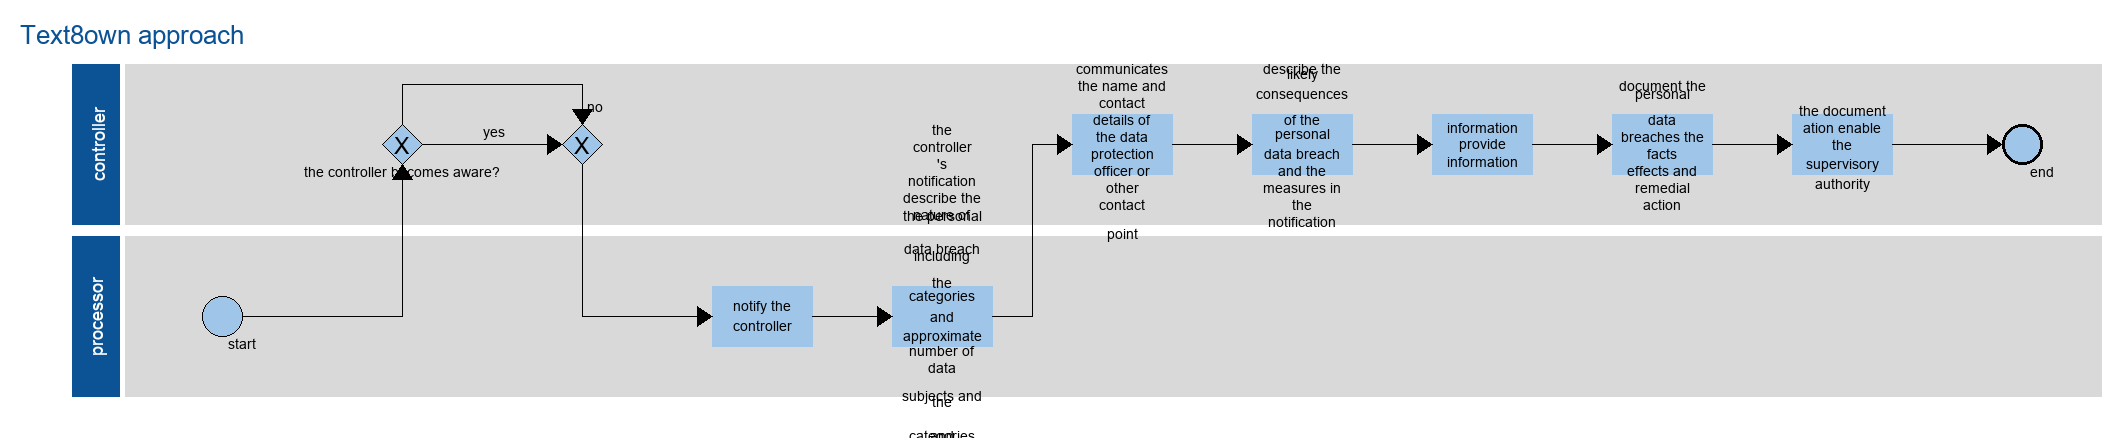 Text8own approach
controller
no
yes
X
X
the controller becomes aware?
communicates
the name and
contact
details of
the data
protection
officer or
other
contact
point
describe the
likely
consequences
of the
personal
data breach
and the
measures in
the
notification
information
provide
information
document the
personal
data
breaches the
facts
effects and
remedial
action
the document
ation enable
the
supervisory
authority
end
processor
start
notify the
controller
the
controller
's
notification
describe the
nature of
the personal
data breach
including
the
categories
and
approximate
number of
data
subjects and
the
categories
and